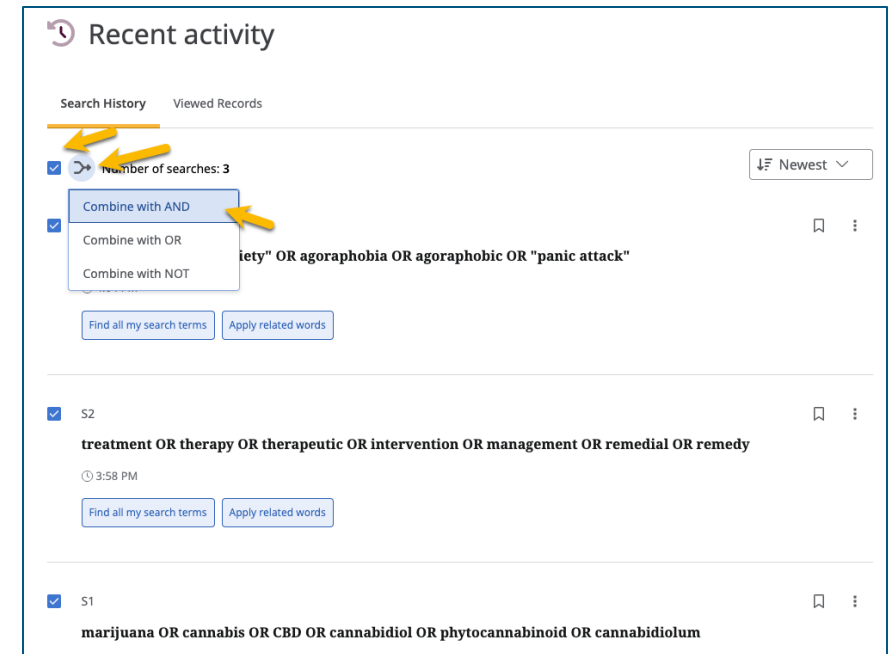 Recent activity
Search History Viewed Records
Number of searches: 3
Newest
Combine with AND
Combine with OR
iety" OR agoraphobia OR agoraphobic OR "panic attack"
Combine with NOT
Find all my search terms Apply related words
S2
treatment OR therapy OR therapeutic OR intervention OR management OR remedial OR remedy
3:58 PM
Find all my search terms Apply related words
S1
marijuana OR cannabis OR CBD OR cannabidiol OR phytocannabinoid OR cannabidiolum